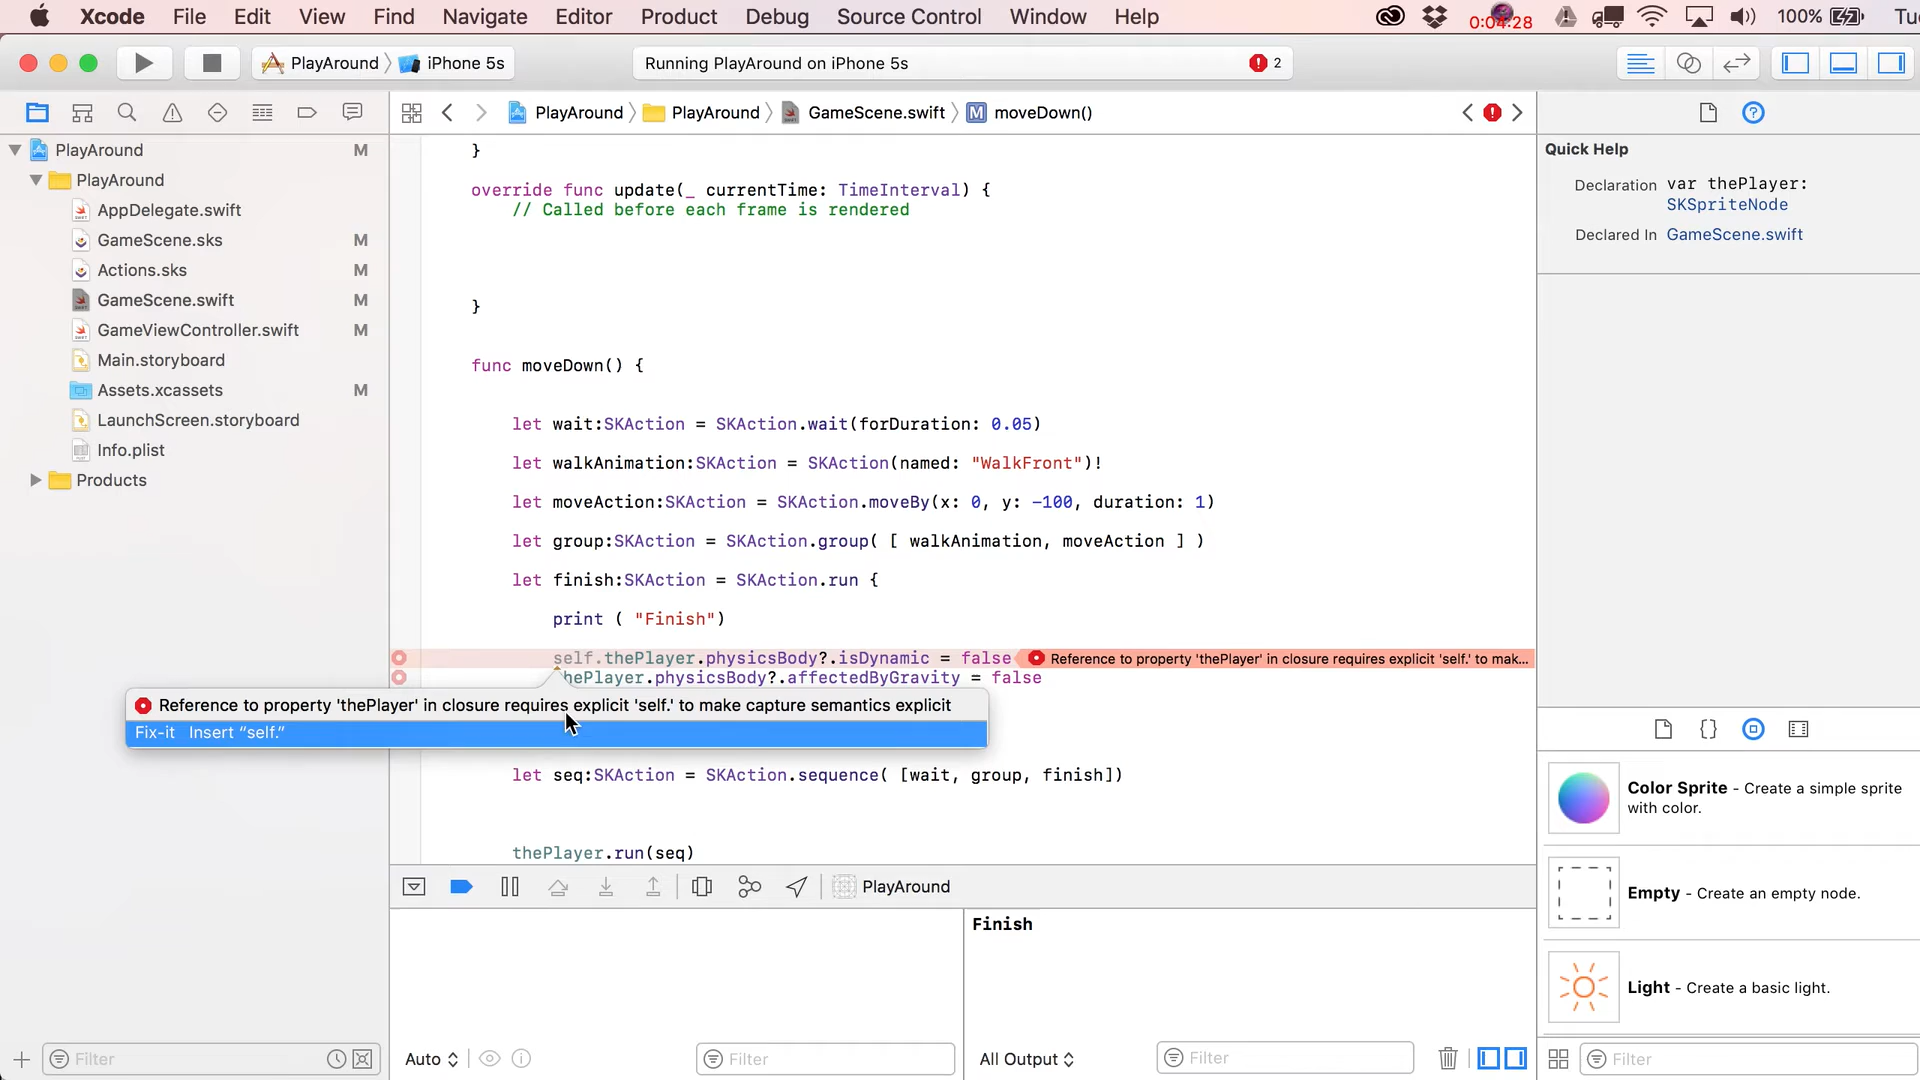 Xcode File Edit View Find Navigate Editor Product Debug Source Control Window Help 0:04:28 100%
PlayAround iPhone 5s Running PlayAround on iPhone 5s 2
PlayAround PlayAround GameScene.swift M moveDown()
PlayAround M
PlayAround
AppDelegate.swift
GameScene.sks M
Actions.sks M
GameScene.swift M
GameViewController.swift M
Main.storyboard
Assets.xcassets M
LaunchScreen.storyboard
Info.plist
Products
Filter
}
override func update(_ currentTime: TimeInterval) {
// Called before each frame is rendered
}
func moveDown() {
let wait:SKAction = SKAction.wait(forDuration: 0.05)
let walkAnimation:SKAction = SKAction(named: "WalkFront")!
let moveAction:SKAction = SKAction.moveBy(x: 0, y: -100, duration: 1)
let group:SKAction = SKAction.group( [ walkAnimation, moveAction ] )
let finish:SKAction = SKAction.run {
print ( "Finish")
self.thePlayer.physicsBody?.isDynamic = false Reference to property 'thePlayer' in closure requires explicit 'self.' to mak...
hePlayer.physicsBody?.affectedByGravity = false
Reference to property 'thePlayer' in closure requires explicit 'self.' to make capture semantics explicit
Fix-it Insert “self.”
let seq:SKAction = SKAction.sequence( [wait, group, finish])
thePlayer.run(seq)
PlayAround
Finish
Auto Filter All Output Filter
Quick Help
Declaration var thePlayer:
SKSpriteNode
Declared In GameScene.swift
{}
Color Sprite - Create a simple sprite
with color.
Empty - Create an empty node.
Light - Create a basic light.
Filter